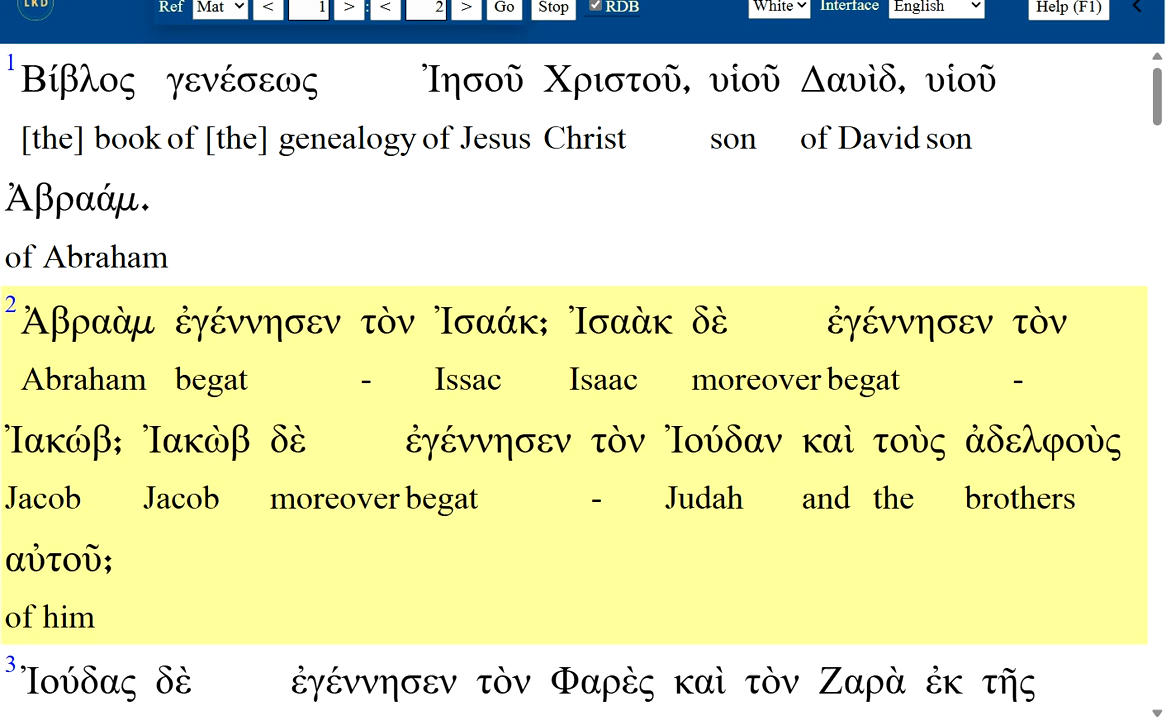 LKD Ref Mat < 1 > : < 2 > Go Stop RDB White Interface English Help (F1) <
1 Βίβλος γενέσεως Ἰησοῦ Χριστοῦ, υἱοῦ Δαυὶδ, υἱοῦ
[the] book of [the] genealogy of Jesus Christ son of David son
Ἀβραάμ.
of Abraham
2 Ἀβραὰμ ἐγέννησεν τὸν Ἰσαάκ; Ἰσαὰκ δὲ ἐγέννησεν τὸν
Abraham begat - Issac Isaac moreover begat -
Ἰακώβ; Ἰακὼβ δὲ ἐγέννησεν τὸν Ἰούδαν καὶ τοὺς ἀδελφοὺς
Jacob Jacob moreover begat - Judah and the brothers
αὐτοῦ;
of him
3 Ἰούδας δὲ ἐγέννησεν τὸν Φαρὲς καὶ τὸν Ζαρὰ ἐκ τῆς